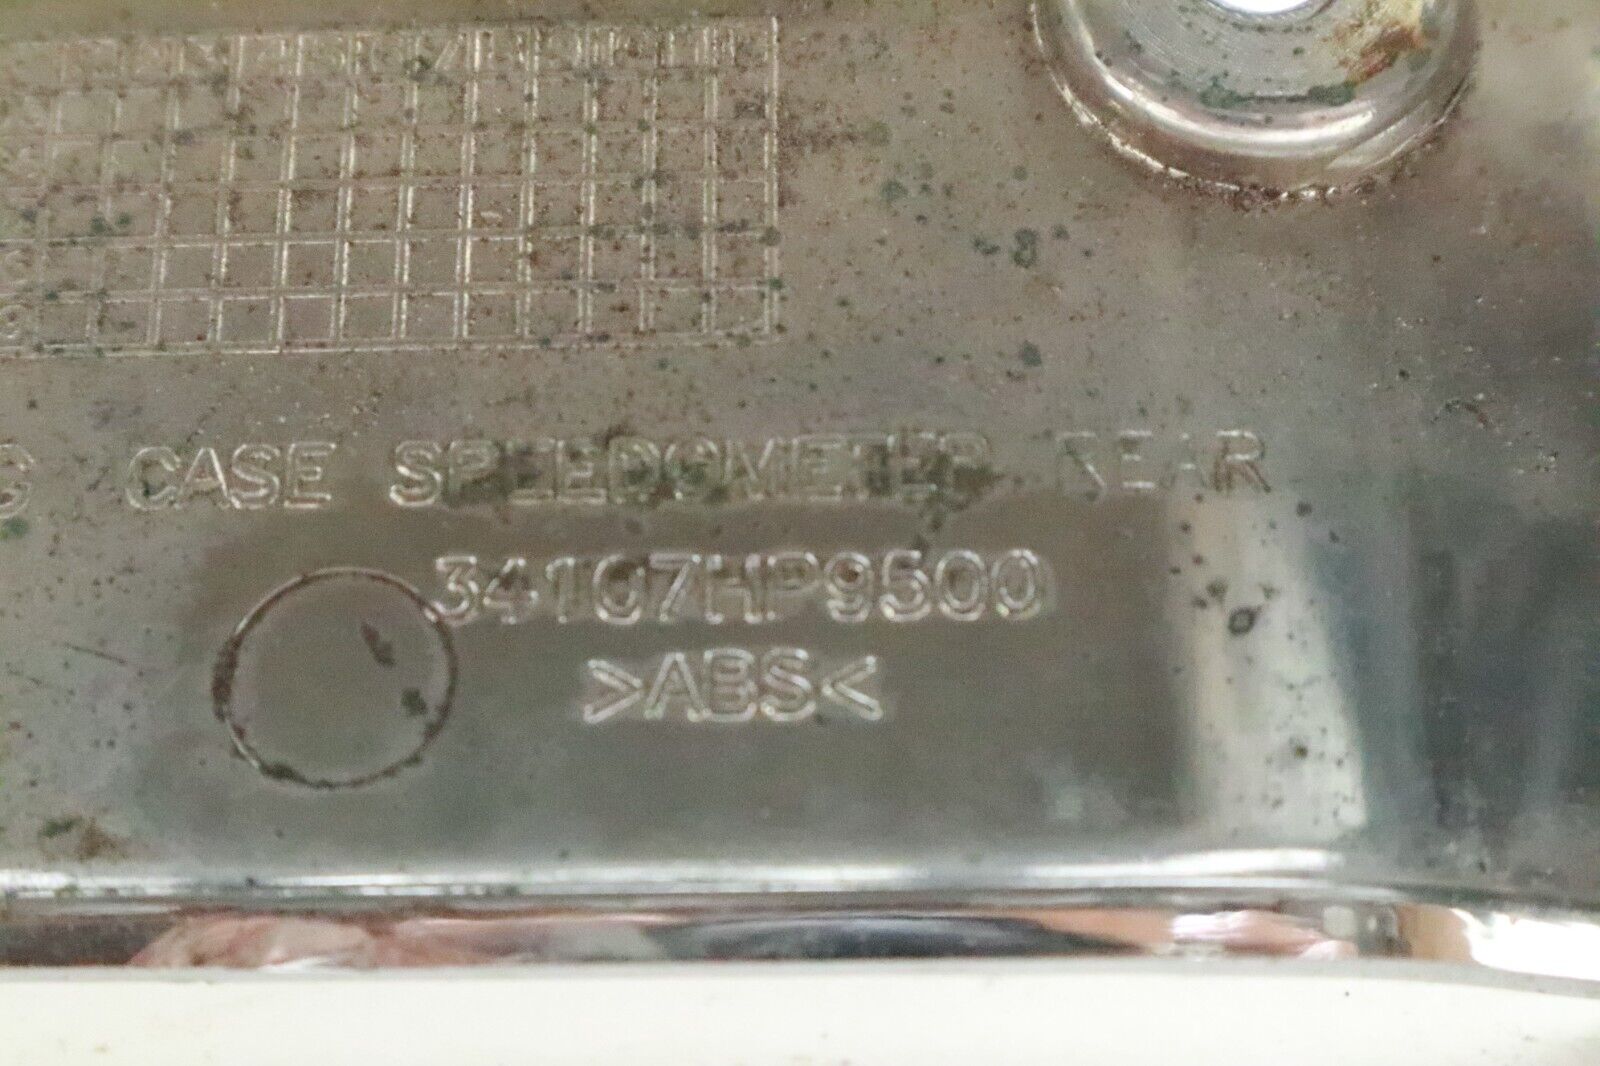 CASE SPEEDOMETER REAR
34107HP9500
>ABS<